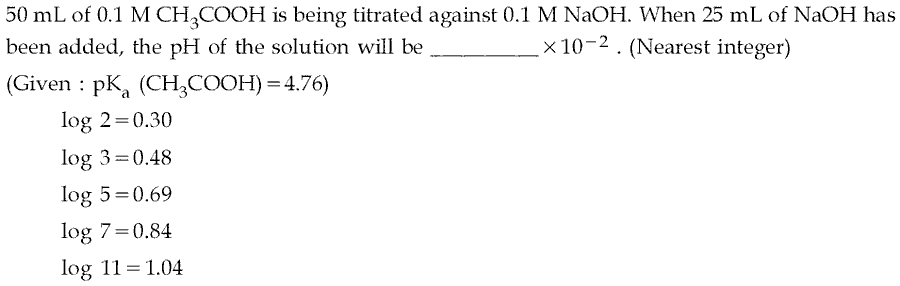 50 mL of 0.1 M CH₃COOH is being titrated against 0.1 M NaOH. When 25 mL of NaOH has
been added, the pH of the solution will be __________×10⁻². (Nearest integer)
(Given : pKₐ (CH₃COOH)=4.76)
log 2=0.30
log 3=0.48
log 5=0.69
log 7=0.84
log 11=1.04